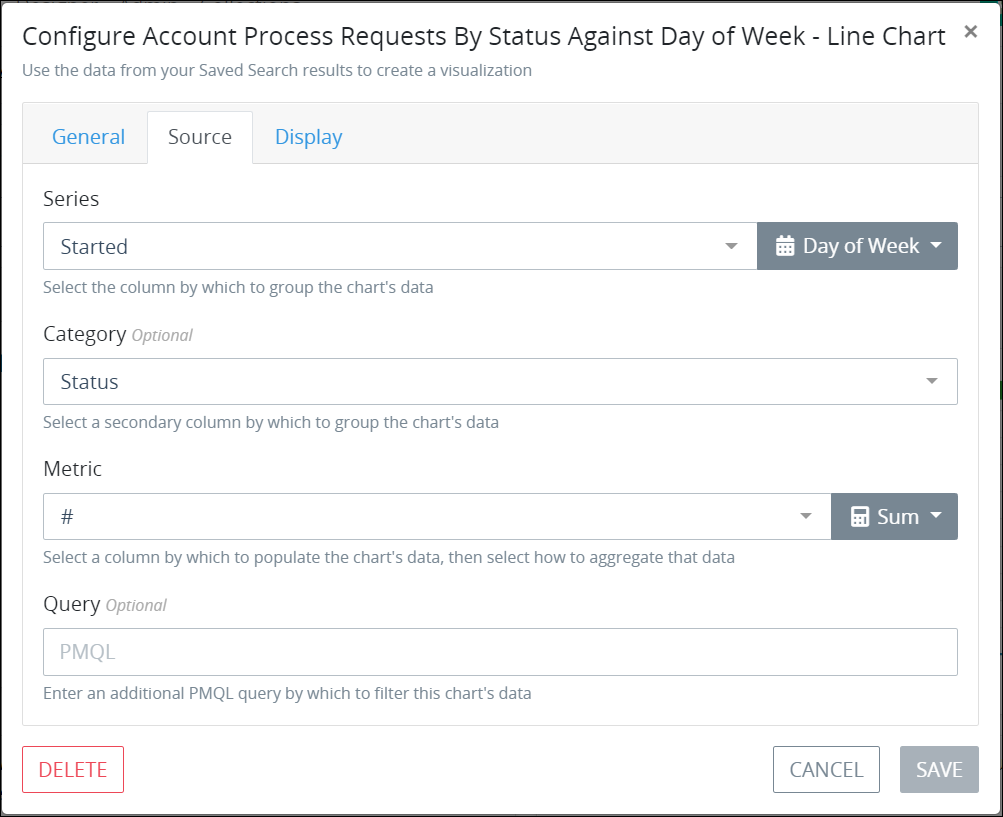 Configure Account Process Requests By Status Against Day of Week - Line Chart ×
Use the data from your Saved Search results to create a visualization
General Source Display
Series
Started Day of Week
Select the column by which to group the chart's data
Category Optional
Status
Select a secondary column by which to group the chart's data
Metric
# Sum
Select a column by which to populate the chart's data, then select how to aggregate that data
Query Optional
PMQL
Enter an additional PMQL query by which to filter this chart's data
DELETE CANCEL SAVE